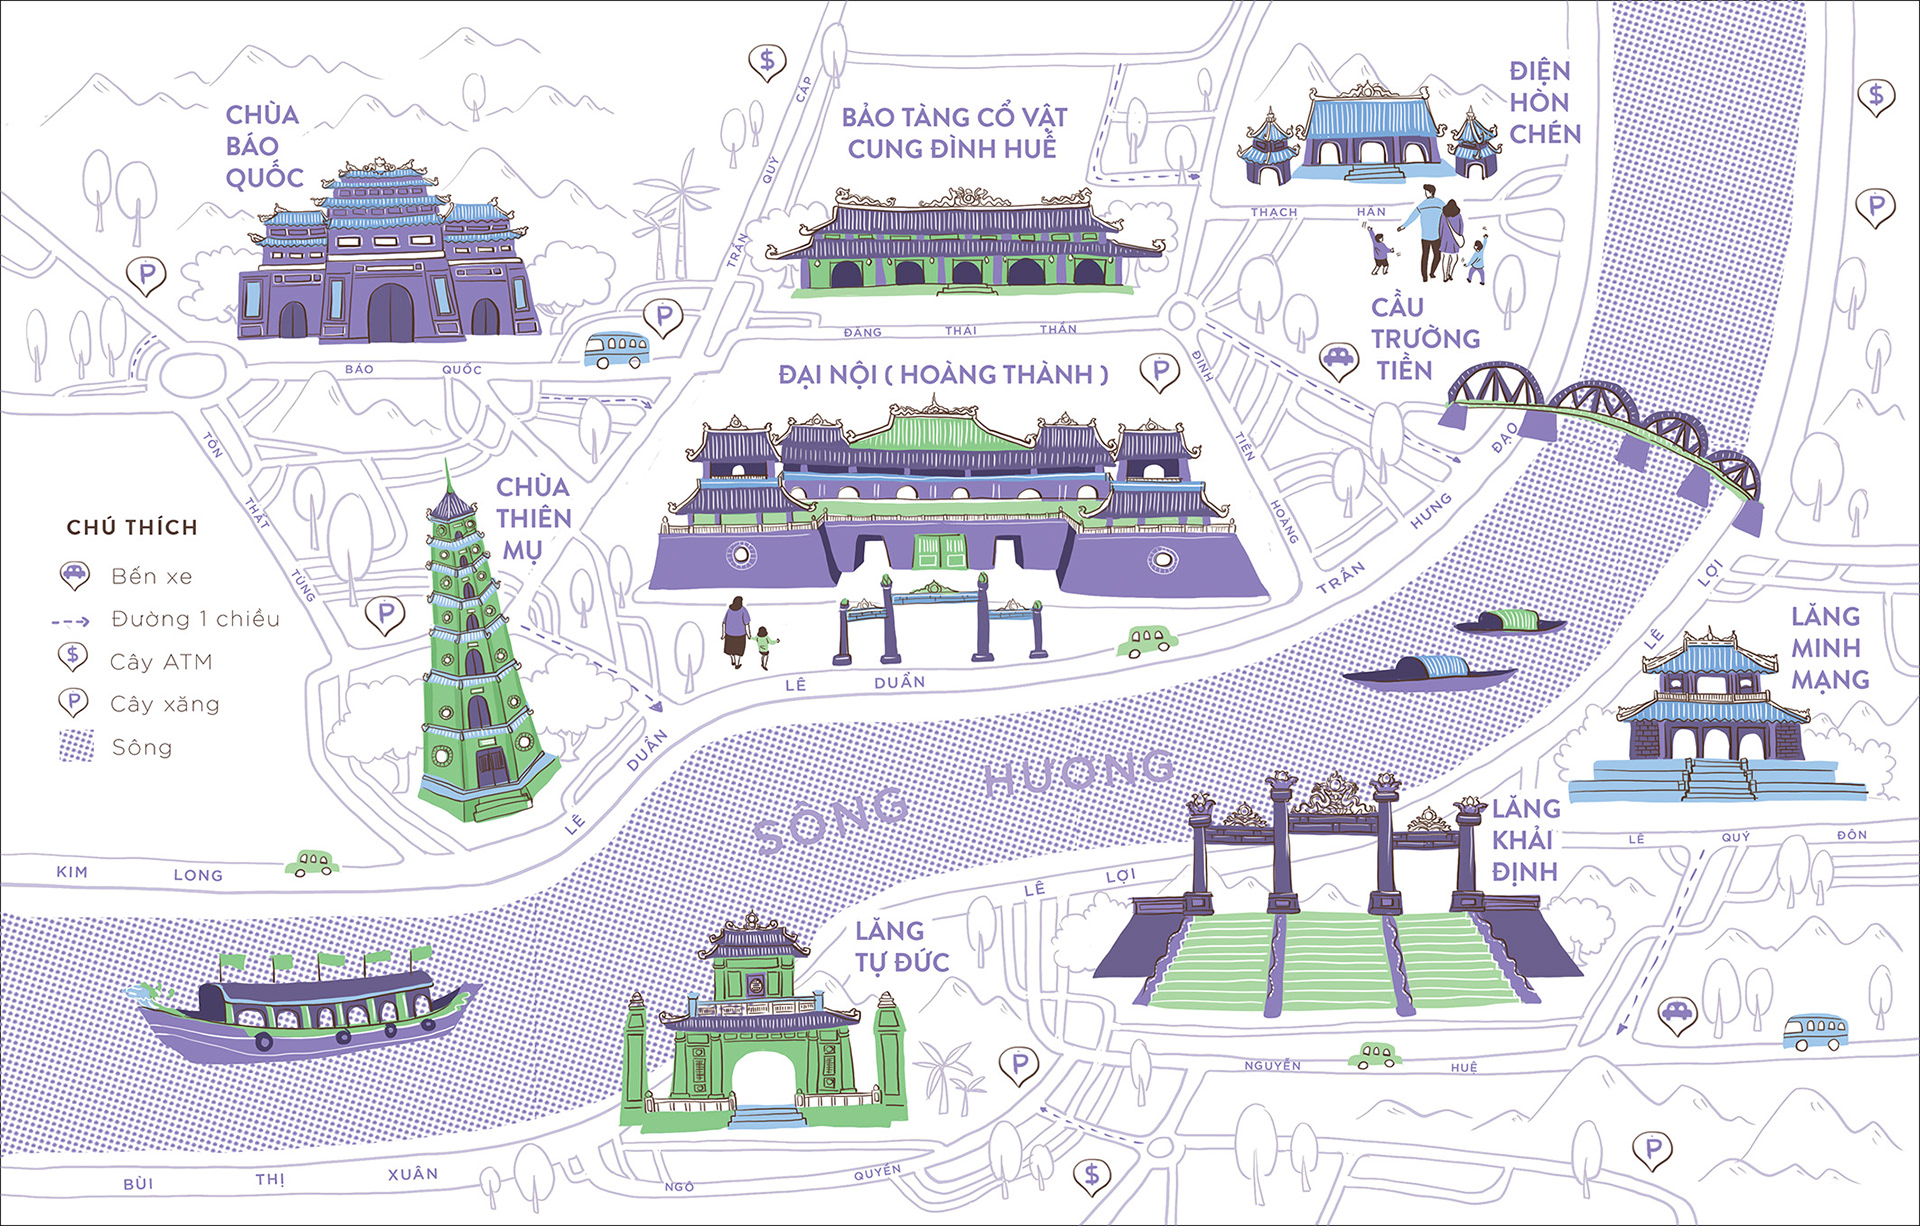 CHÙA
BÁO
QUỐC
TRẦN QUÝ CÁP
BẢO TÀNG CỔ VẬT
CUNG ĐÌNH HUẾ
ĐIỆN
HÒN
CHÉN
THẠCH HÃN
CẦU
TRƯỜNG
TIỀN
BÁO QUỐC
ĐẶNG THÁI THÂN
ĐẠI NỘI ( HOÀNG THÀNH )
ĐINH TIÊN HOÀNG
TÔN THẤT TÙNG
CHÙA
THIÊN
MỤ
TRẦN HƯNG ĐẠO
CHÚ THÍCH
Bến xe
Đường 1 chiều
$ Cây ATM
P Cây xăng
Sông
LÊ DUẨN
LÊ DUẨN
LÊ LỢI
LĂNG
MINH
MẠNG
SÔNG HƯƠNG
LĂNG
KHẢI
ĐỊNH
LÊ QUÝ ĐÔN
KIM LONG
LÊ LỢI
LĂNG
TỰ ĐỨC
NGUYỄN HUỆ
BÙI THỊ XUÂN
NGÔ QUYỀN
$
$
$
P
P
P
P
P
P
P